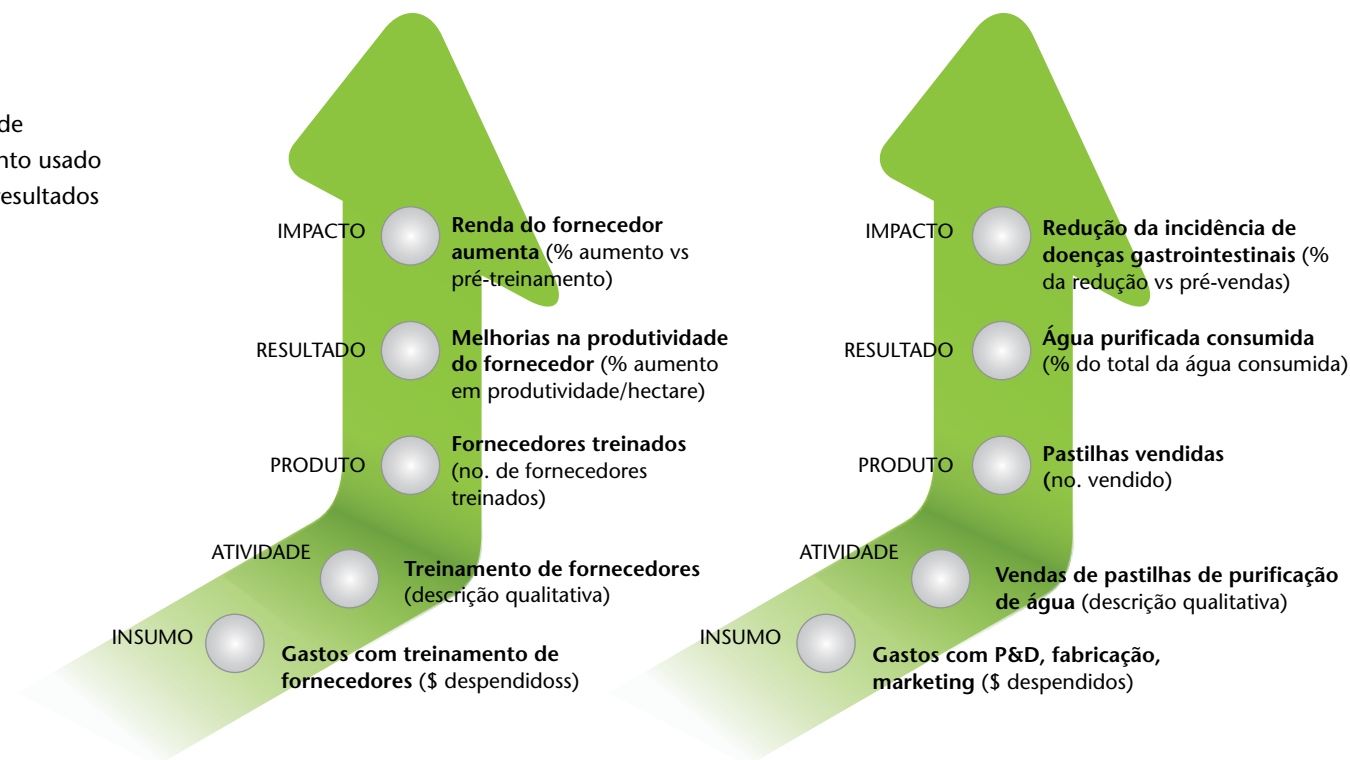 de
nto usado
resultados
IMPACTO
Renda do fornecedor
aumenta (% aumento vs
pré-treinamento)
RESULTADO
Melhorias na produtividade
do fornecedor (% aumento
em produtividade/hectare)
PRODUTO
Fornecedores treinados
(no. de fornecedores
treinados)
ATIVIDADE
Treinamento de fornecedores
(descrição qualitativa)
INSUMO
Gastos com treinamento de
fornecedores ($ despendidoss)
IMPACTO
Redução da incidência de
doenças gastrointestinais (%
da redução vs pré-vendas)
RESULTADO
Água purificada consumida
(% do total da água consumida)
PRODUTO
Pastilhas vendidas
(no. vendido)
ATIVIDADE
Vendas de pastilhas de purificação
de água (descrição qualitativa)
INSUMO
Gastos com P&D, fabricação,
marketing ($ despendidos)